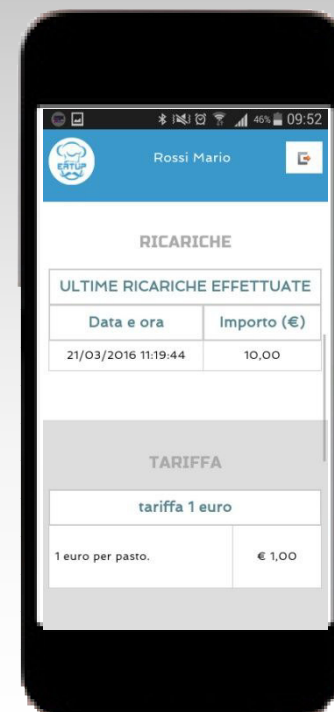 46% 09:52
EATUP
Rossi Mario
RICARICHE
ULTIME RICARICHE EFFETTUATE
Data e ora Importo (€)
21/03/2016 11:19:44 10,00
TARIFFA
tariffa 1 euro
1 euro per pasto. € 1,00